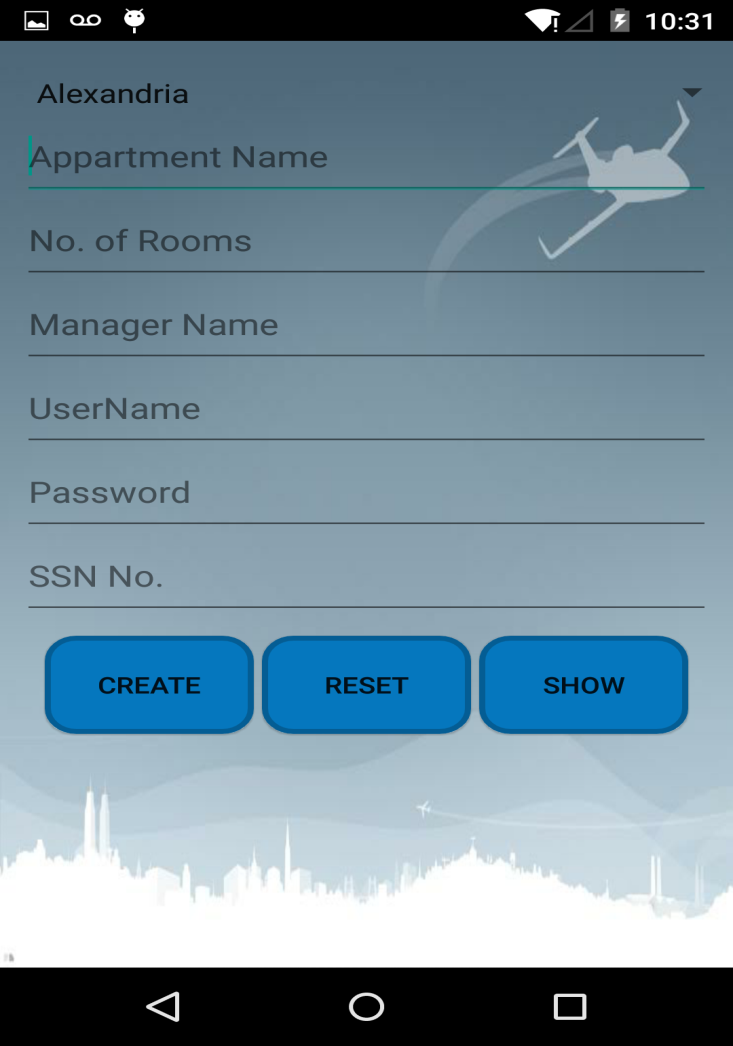 10:31
Alexandria
Appartment Name
No. of Rooms
Manager Name
UserName
Password
SSN No.
CREATE RESET SHOW